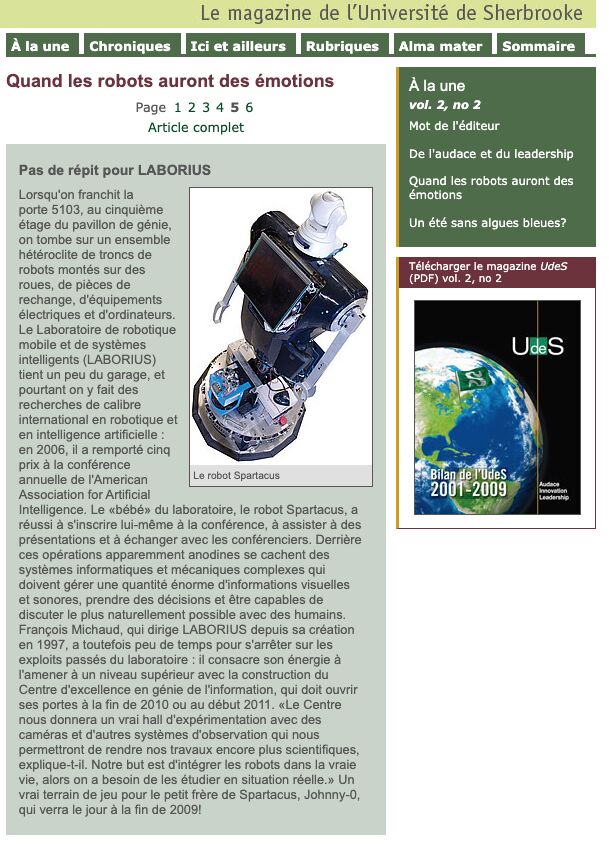 Le magazine de l'Université de Sherbrooke
À la une
Chroniques
Ici et ailleurs
Rubriques
Alma mater
Sommaire
Quand les robots auront des émotions
Page 1 2 3 4 5 6
Article complet
Pas de répit pour LABORIUS
Lorsqu'on franchit la
porte 5103, au cinquième
étage du pavillon de génie,
on tombe sur un ensemble
hétéroclite de troncs de
robots montés sur des
roues, de pièces de
rechange, d'équipements
électriques et d'ordinateurs.
Le Laboratoire de robotique
mobile et de systèmes
intelligents (LABORIUS)
tient un peu du garage, et
pourtant on y fait des
recherches de calibre
international en robotique et
en intelligence artificielle :
en 2006, il a remporté cinq
prix à la conférence
annuelle de l'American
Association for Artificial
Intelligence. Le «bébé» du laboratoire, le robot Spartacus, a
réussi à s'inscrire lui-même à la conférence, à assister à des
présentations et à échanger avec les conférenciers. Derrière
ces opérations apparemment anodines se cachent des
systèmes informatiques et mécaniques complexes qui
doivent gérer une quantité énorme d'informations visuelles
et sonores, prendre des décisions et être capables de
discuter le plus naturellement possible avec des humains.
François Michaud, qui dirige LABORIUS depuis sa création
en 1997, a toutefois peu de temps pour s'arrêter sur les
exploits passés du laboratoire : il consacre son énergie à
l'amener à un niveau supérieur avec la construction du
Centre d'excellence en génie de l'information, qui doit ouvrir
ses portes à la fin de 2010 ou au début 2011. «Le Centre
nous donnera un vrai hall d'expérimentation avec des
caméras et d'autres systèmes d'observation qui nous
permettront de rendre nos travaux encore plus scientifiques,
explique-t-il. Notre but est d'intégrer les robots dans la vraie
vie, alors on a besoin de les étudier en situation réelle.» Un
vrai terrain de jeu pour le petit frère de Spartacus, Johnny-0,
qui verra le jour à la fin de 2009!
Le robot Spartacus
À la une
vol. 2, no 2
Mot de l'éditeur
De l'audace et du leadership
Quand les robots auront des
émotions
Un été sans algues bleues?
Télécharger le magazine UdeS
(PDF) vol. 2, no 2
UdeS
Bilan de l'UdeS
2001-2009
Audace
Innovation
Leadership